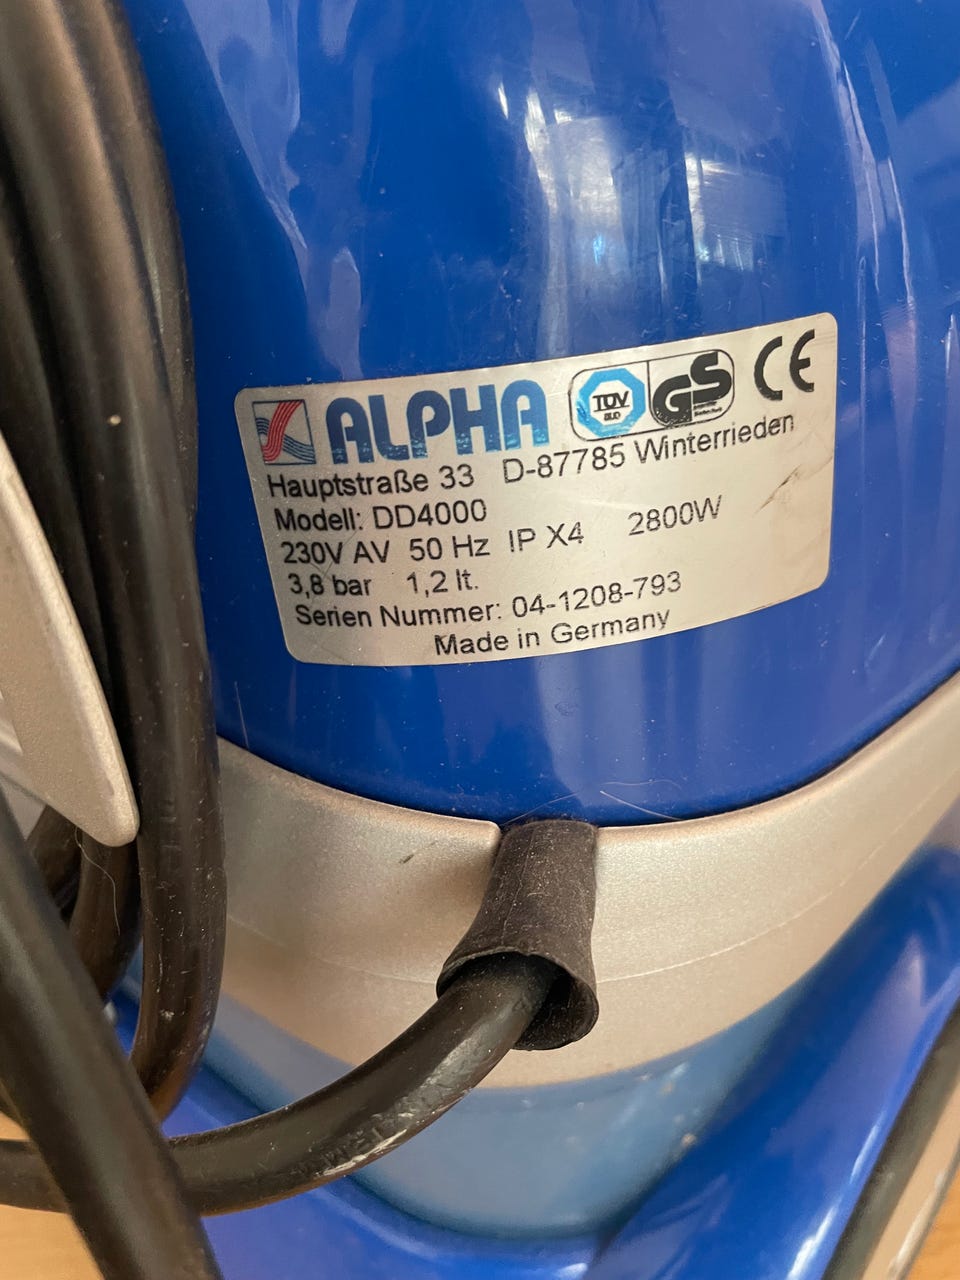 ALPHA TÜV SÜD GS CE
Hauptstraße 33 D-87785 Winterrieden
Modell: DD4000
230V AV 50 Hz IP X4 2800W
3,8 bar 1,2 lt.
Serien Nummer: 04-1208-793
Made in Germany